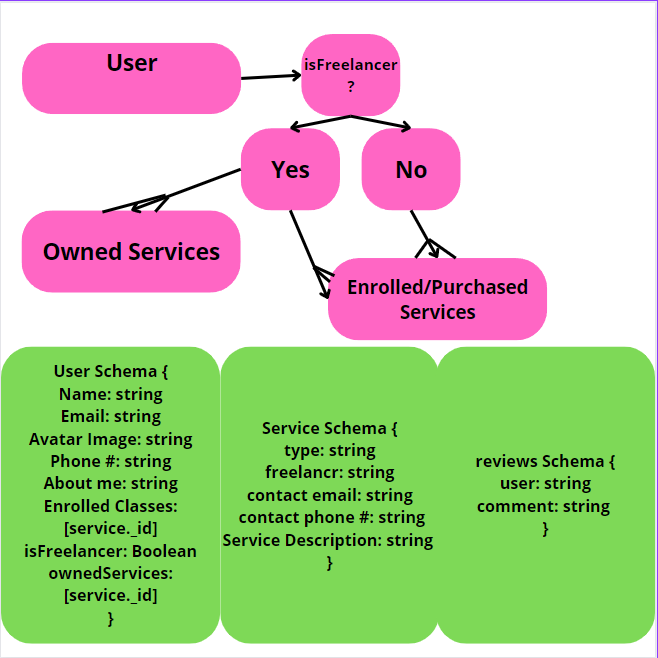 User
isFreelancer
?
Yes
No
Owned Services
Enrolled/Purchased
Services
User Schema {
Name: string
Email: string
Avatar Image: string
Phone #: string
About me: string
Enrolled Classes:
[service._id]
isFreelancer: Boolean
ownedServices:
[service._id]
}
Service Schema {
type: string
freelancr: string
contact email: string
contact phone #: string
Service Description: string
}
reviews Schema {
user: string
comment: string
}